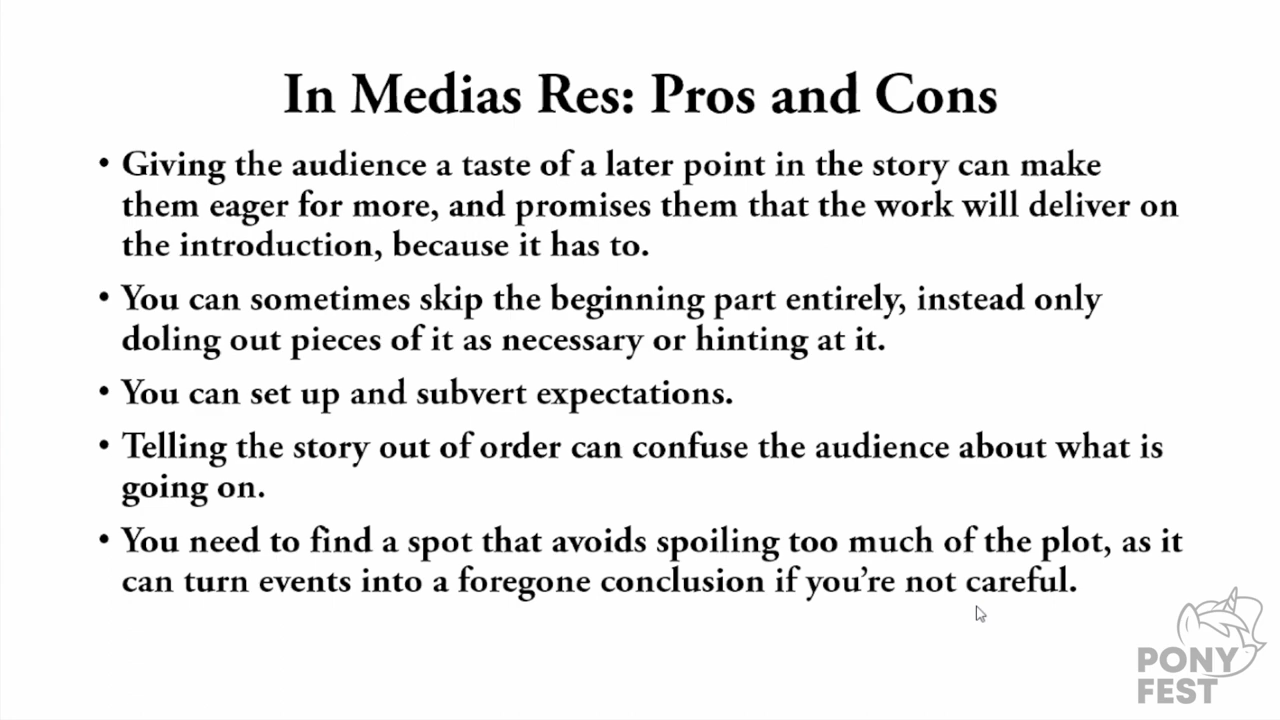 In Medias Res: Pros and Cons
• Giving the audience a taste of a later point in the story can make
them eager for more, and promises them that the work will deliver on
the introduction, because it has to.
• You can sometimes skip the beginning part entirely, instead only
doling out pieces of it as necessary or hinting at it.
• You can set up and subvert expectations.
• Telling the story out of order can confuse the audience about what is
going on.
• You need to find a spot that avoids spoiling too much of the plot, as it
can turn events into a foregone conclusion if you’re not careful.
PONY
FEST